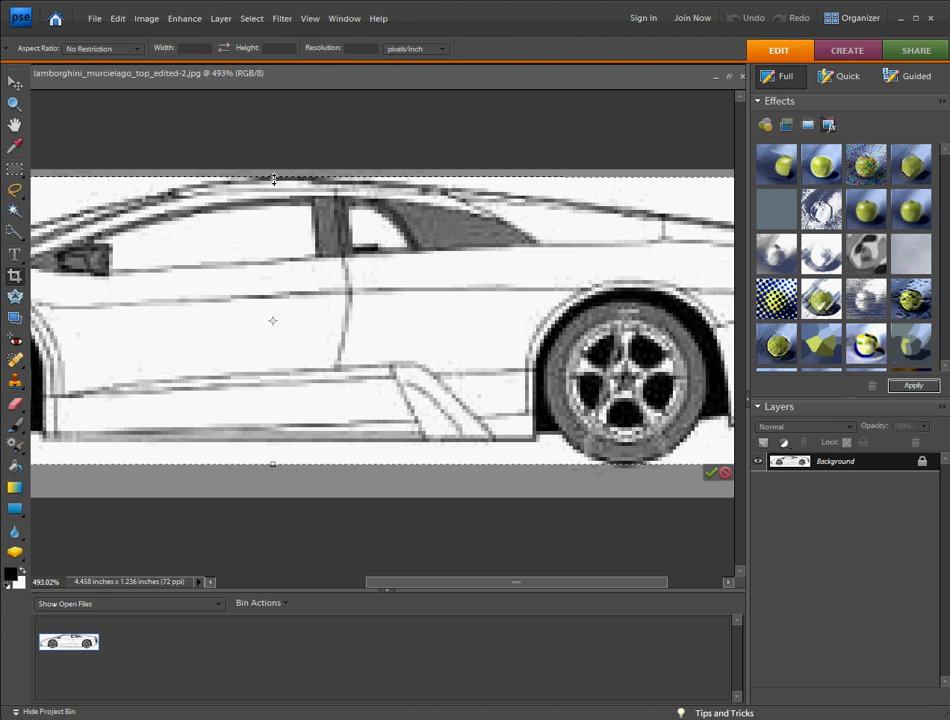 pse File Edit Image Enhance Layer Select Filter View Window Help Sign In Join Now Undo Redo Organizer
Aspect Ratio: No Restriction Width: Height: Resolution: pixels/inch EDIT CREATE SHARE
lamborghini_murcielago_top_edited-2.jpg @ 493% (RGB/8)
Full Quick Guided
Effects
Apply
Layers
Normal Opacity: 100%
Lock:
Background
493.02% 4.458 inches x 1.236 inches (72 ppi)
Show Open Files Bin Actions
Hide Project Bin Tips and Tricks